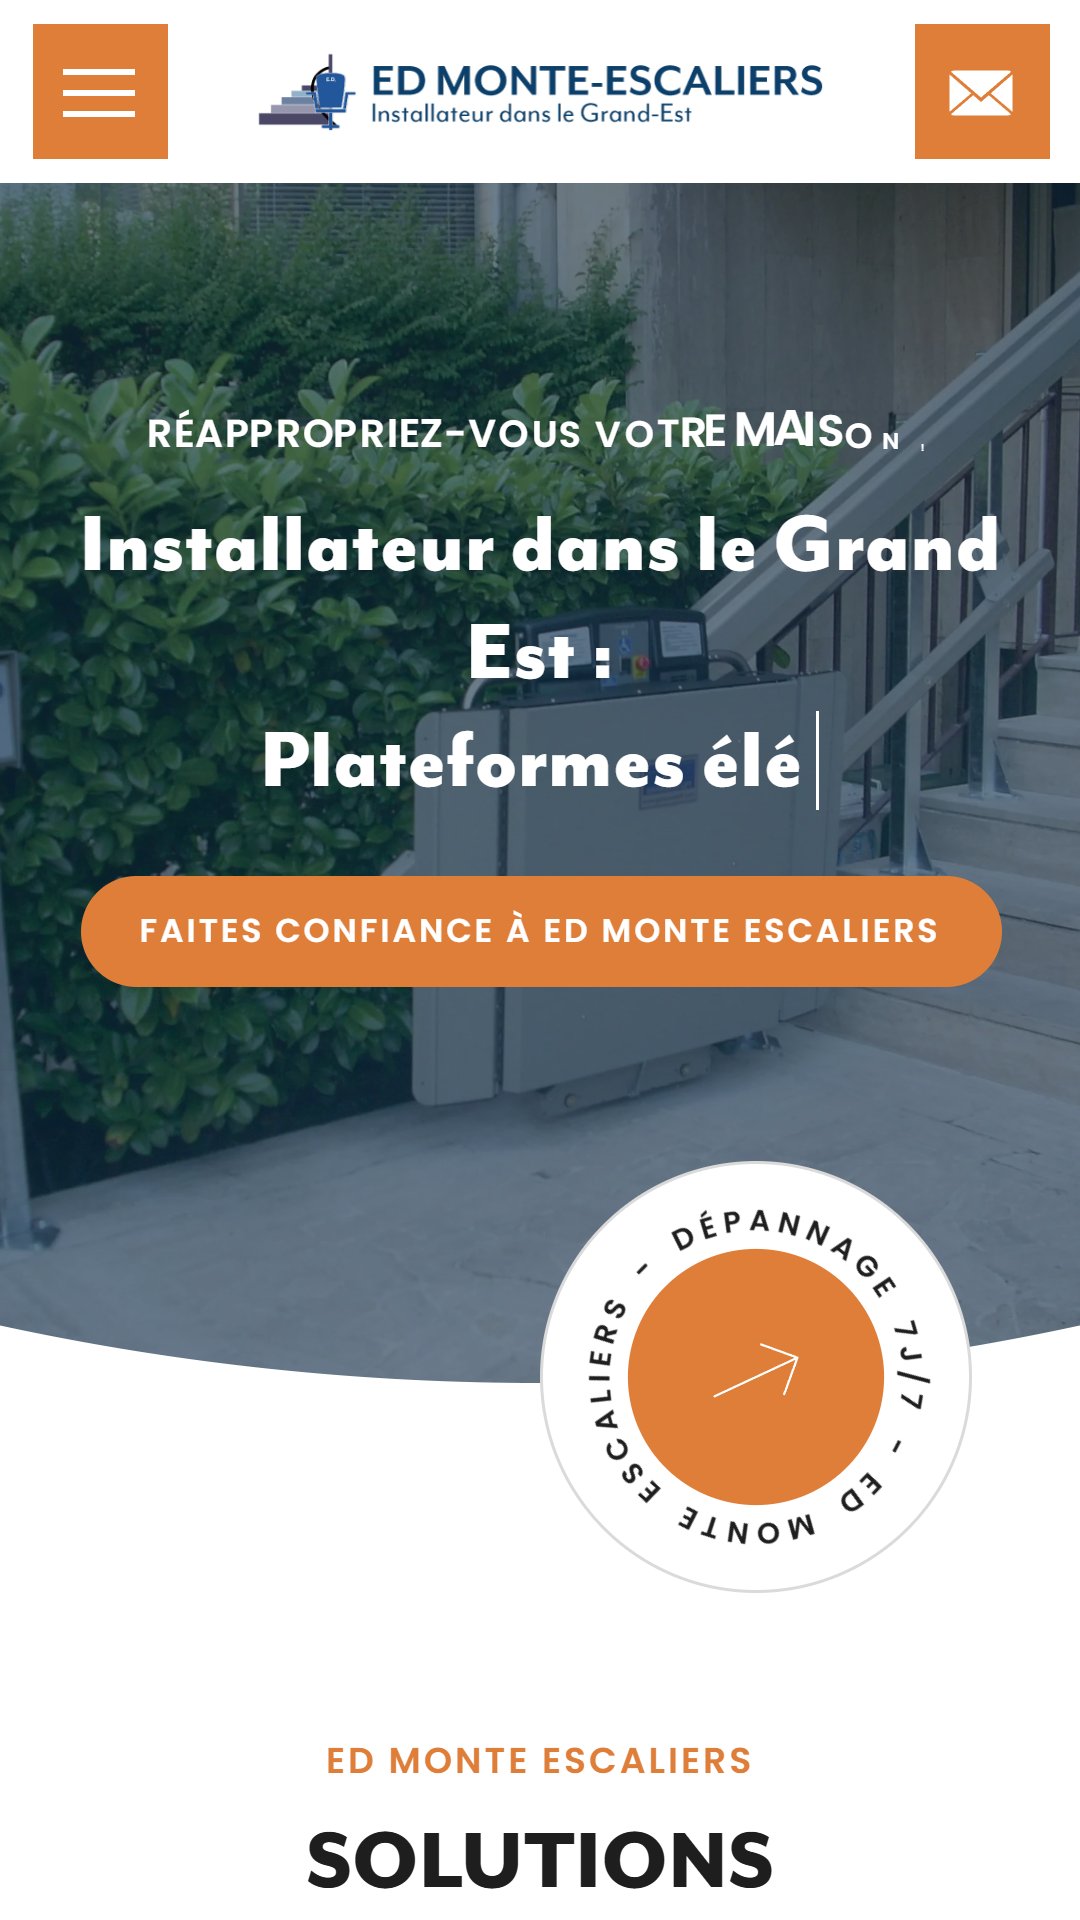 ED MONTE-ESCALIERS
Installateur dans le Grand-Est
RÉAPPROPRIEZ-VOUS VOTRE MAISON !
Installateur dans le Grand
Est :
Plateformes élé
FAITES CONFIANCE À ED MONTE ESCALIERS
DÉPANNAGE 7J/7 - ED MONTE ESCALIERS -
ED MONTE ESCALIERS
SOLUTIONS